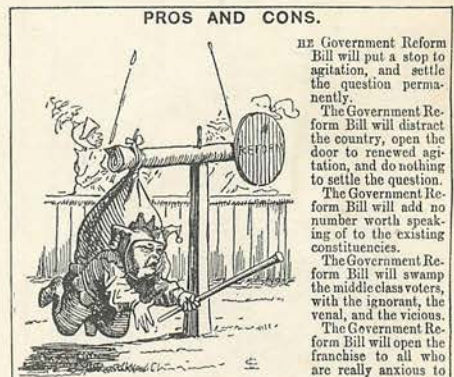 PROS AND CONS.
HE Government Reform
Bill will put a stop to
agitation, and settle
the question perma-
nently.
The Government Re-
form Bill will distract
the country, open the
door to renewed agi-
tation, and do nothing
to settle the question.
The Government Re-
form Bill will add no
number worth speak-
ing of to the existing
constituencies.
The Government Re-
form Bill will swamp
the middle class voters,
with the ignorant, the
venal, and the vicious.
The Government Re-
form Bill will open the
franchise to all who
are really anxious to
REFORM